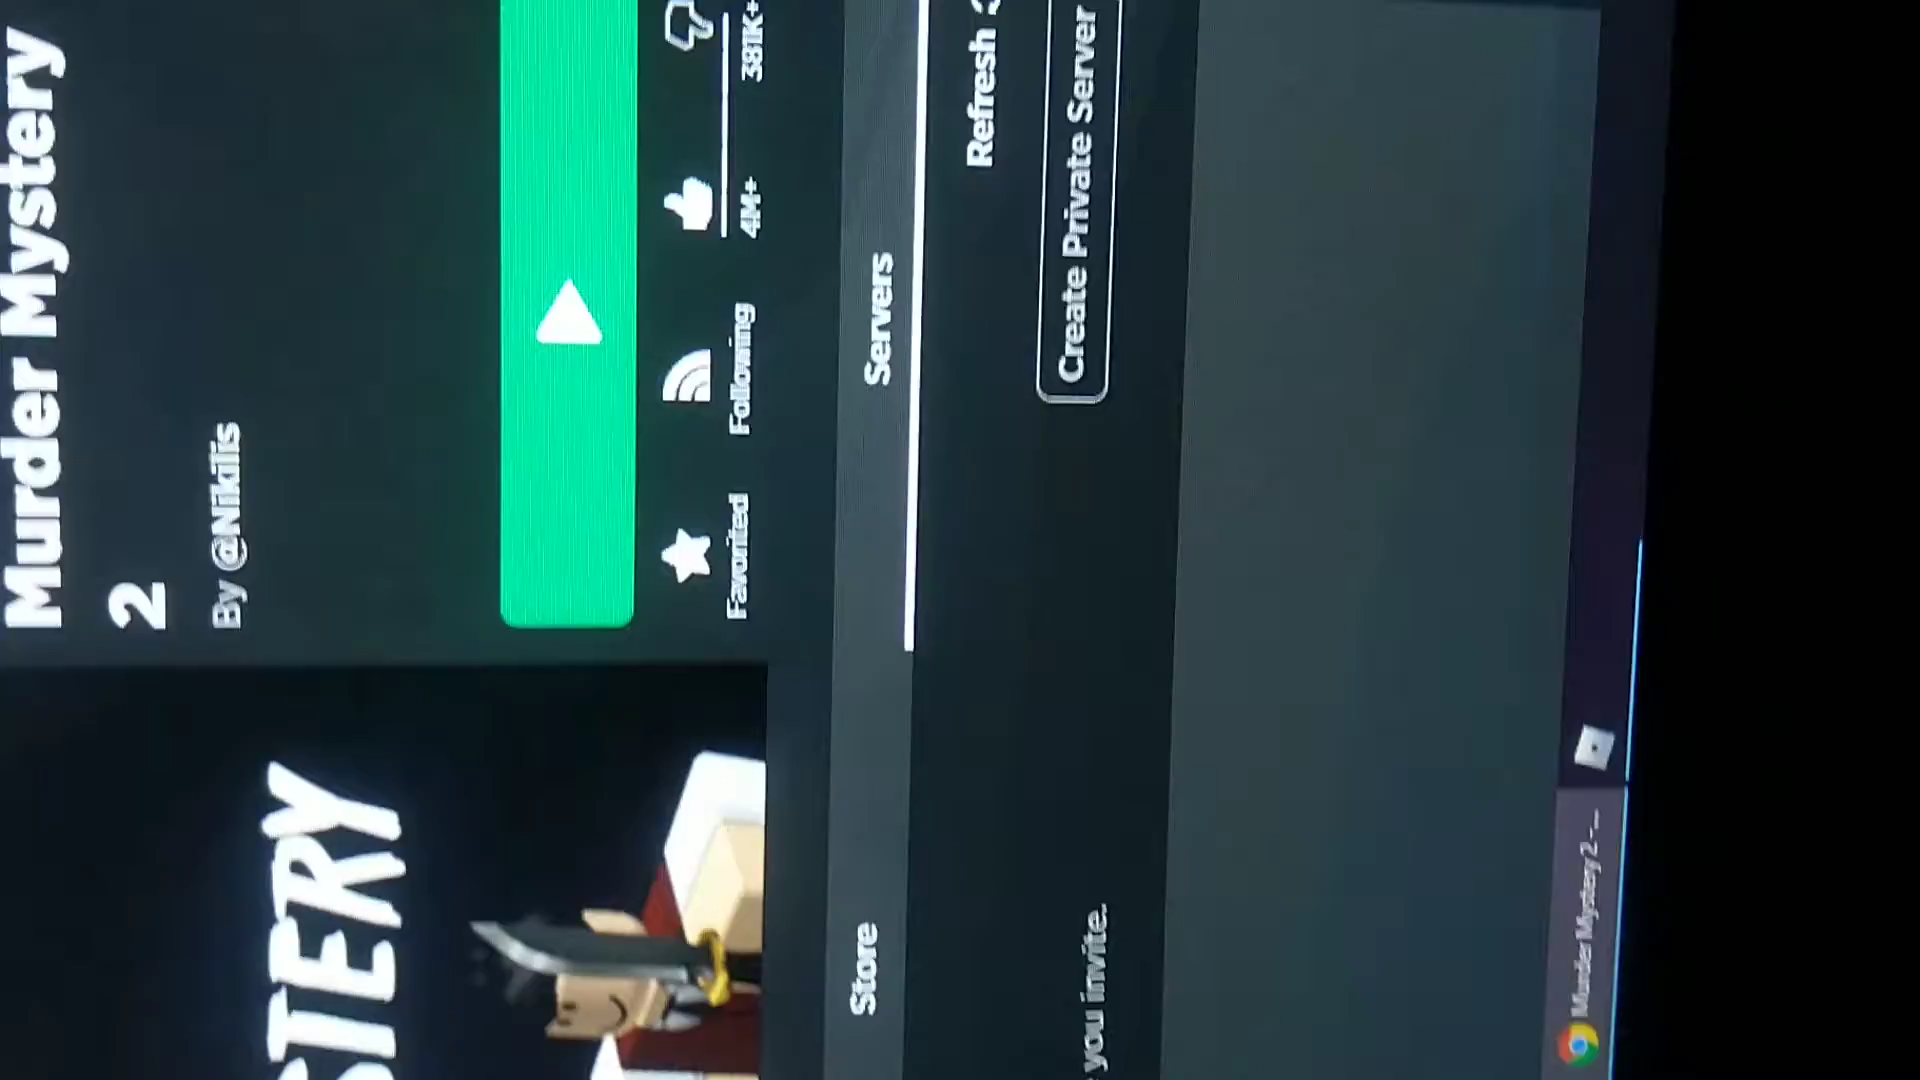 Murder Mystery
2
By @Nikilis
STERY
Favorited
Following
4M+
381K+
Store
Servers
Refresh
you invite.
Create Private Server
Murder Mystery 2 - ...